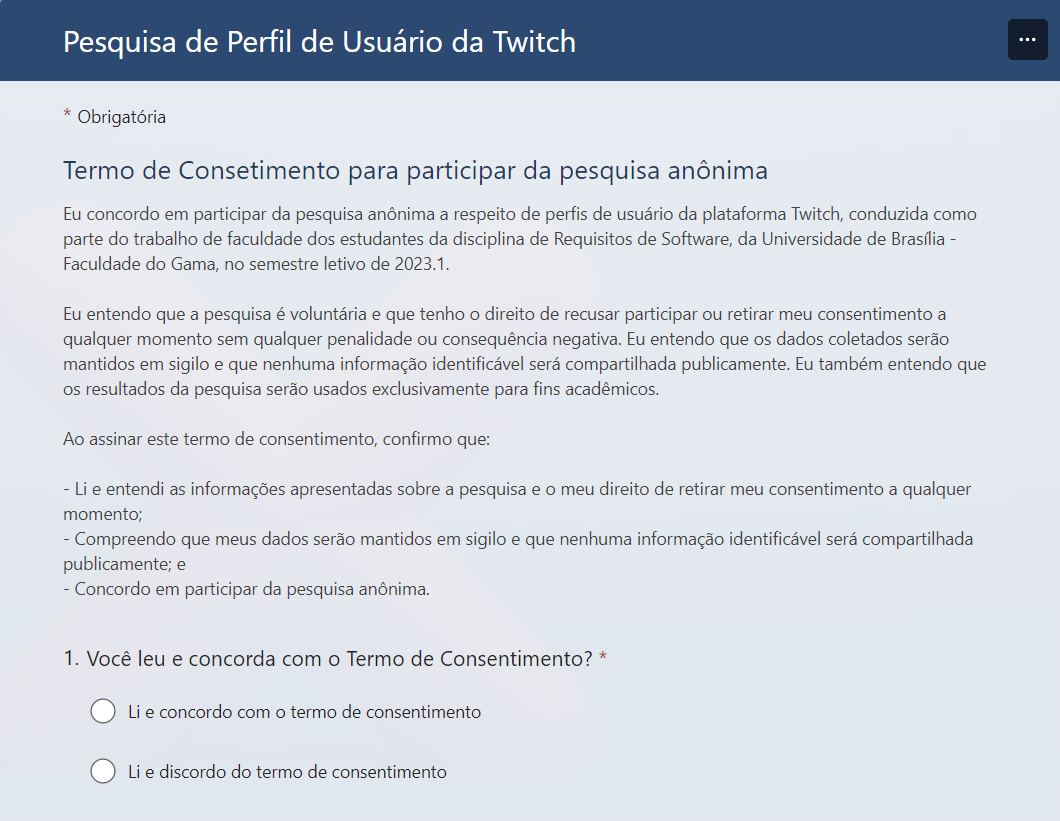 Pesquisa de Perfil de Usuário da Twitch
...
* Obrigatória
Termo de Consetimento para participar da pesquisa anônima
Eu concordo em participar da pesquisa anônima a respeito de perfis de usuário da plataforma Twitch, conduzida como
parte do trabalho de faculdade dos estudantes da disciplina de Requisitos de Software, da Universidade de Brasília -
Faculdade do Gama, no semestre letivo de 2023.1.
Eu entendo que a pesquisa é voluntária e que tenho o direito de recusar participar ou retirar meu consentimento a
qualquer momento sem qualquer penalidade ou consequência negativa. Eu entendo que os dados coletados serão
mantidos em sigilo e que nenhuma informação identificável será compartilhada publicamente. Eu também entendo que
os resultados da pesquisa serão usados exclusivamente para fins acadêmicos.
Ao assinar este termo de consentimento, confirmo que:
- Li e entendi as informações apresentadas sobre a pesquisa e o meu direito de retirar meu consentimento a qualquer
momento;
- Compreendo que meus dados serão mantidos em sigilo e que nenhuma informação identificável será compartilhada
publicamente; e
- Concordo em participar da pesquisa anônima.
1. Você leu e concorda com o Termo de Consentimento? *
Li e concordo com o termo de consentimento
Li e discordo do termo de consentimento